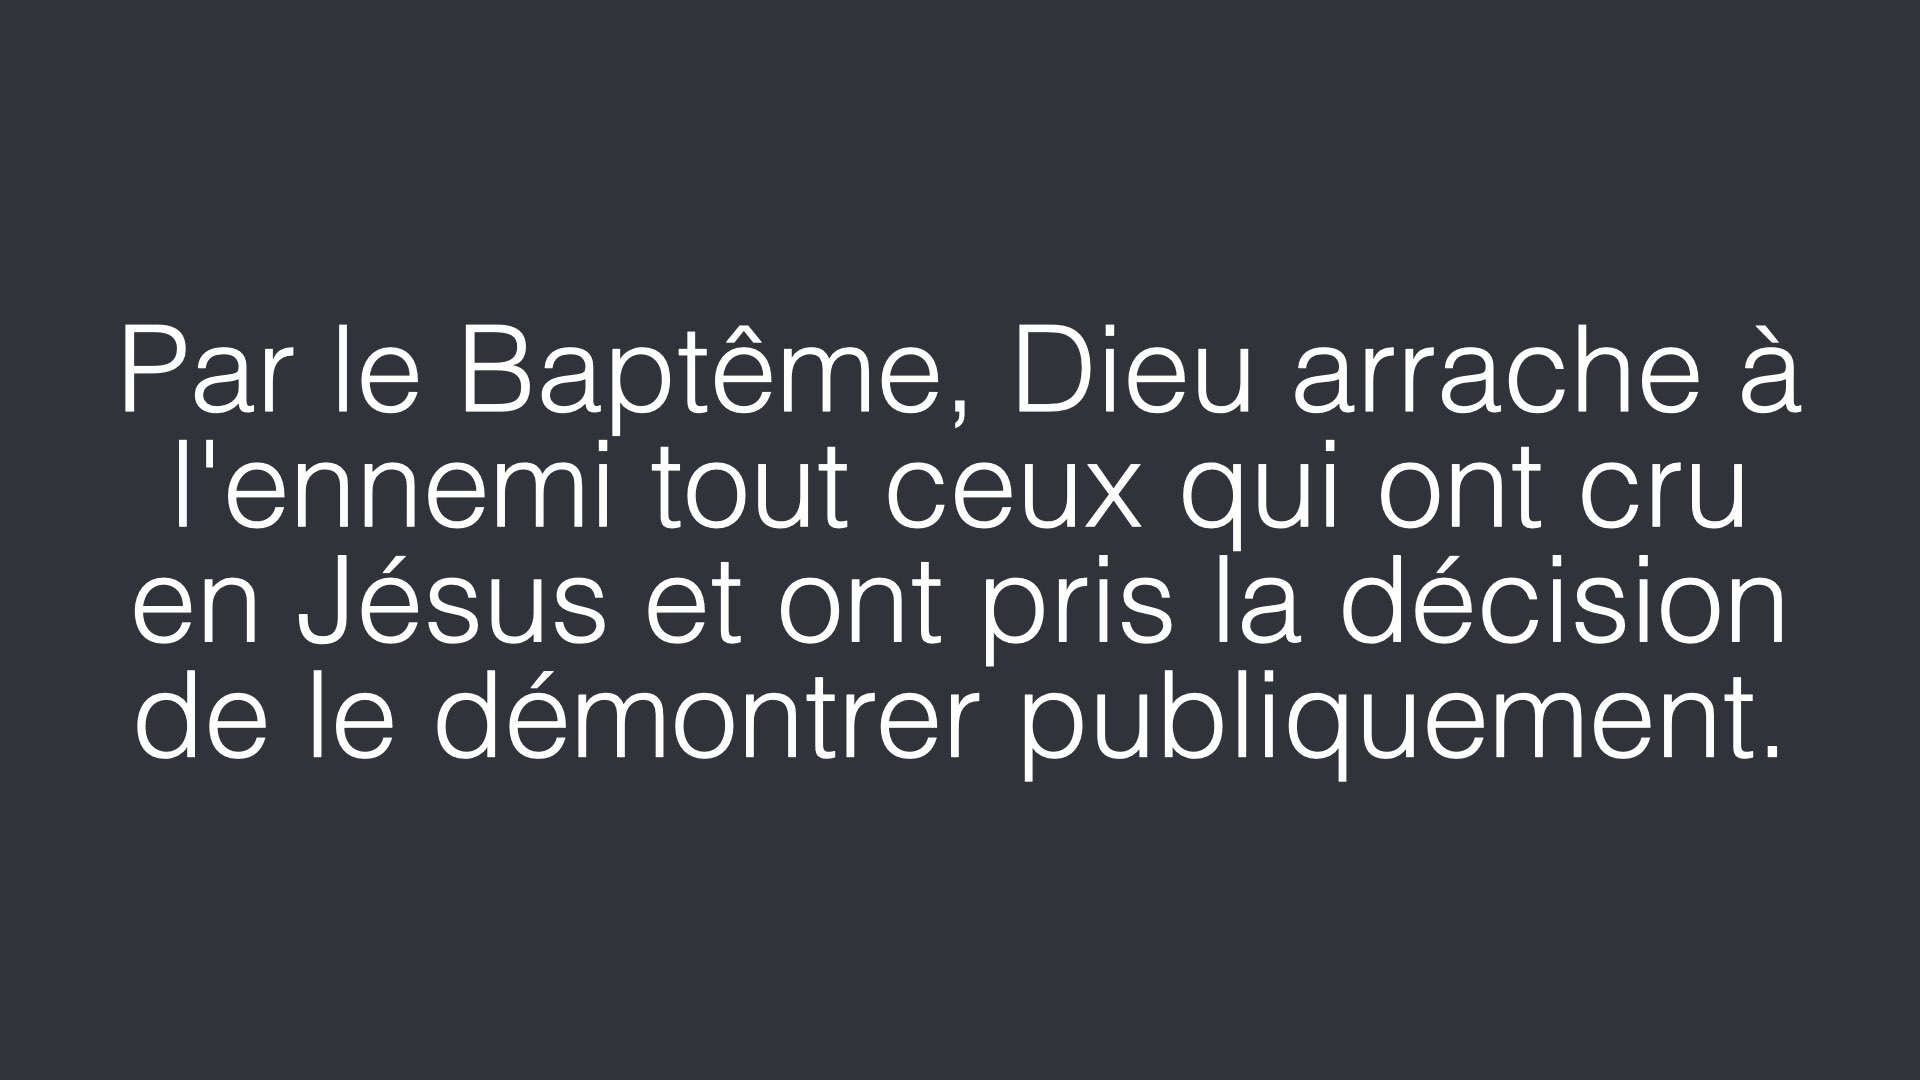 Par le Baptême, Dieu arrache à
l'ennemi tout ceux qui ont cru
en Jésus et ont pris la décision
de le démontrer publiquement.